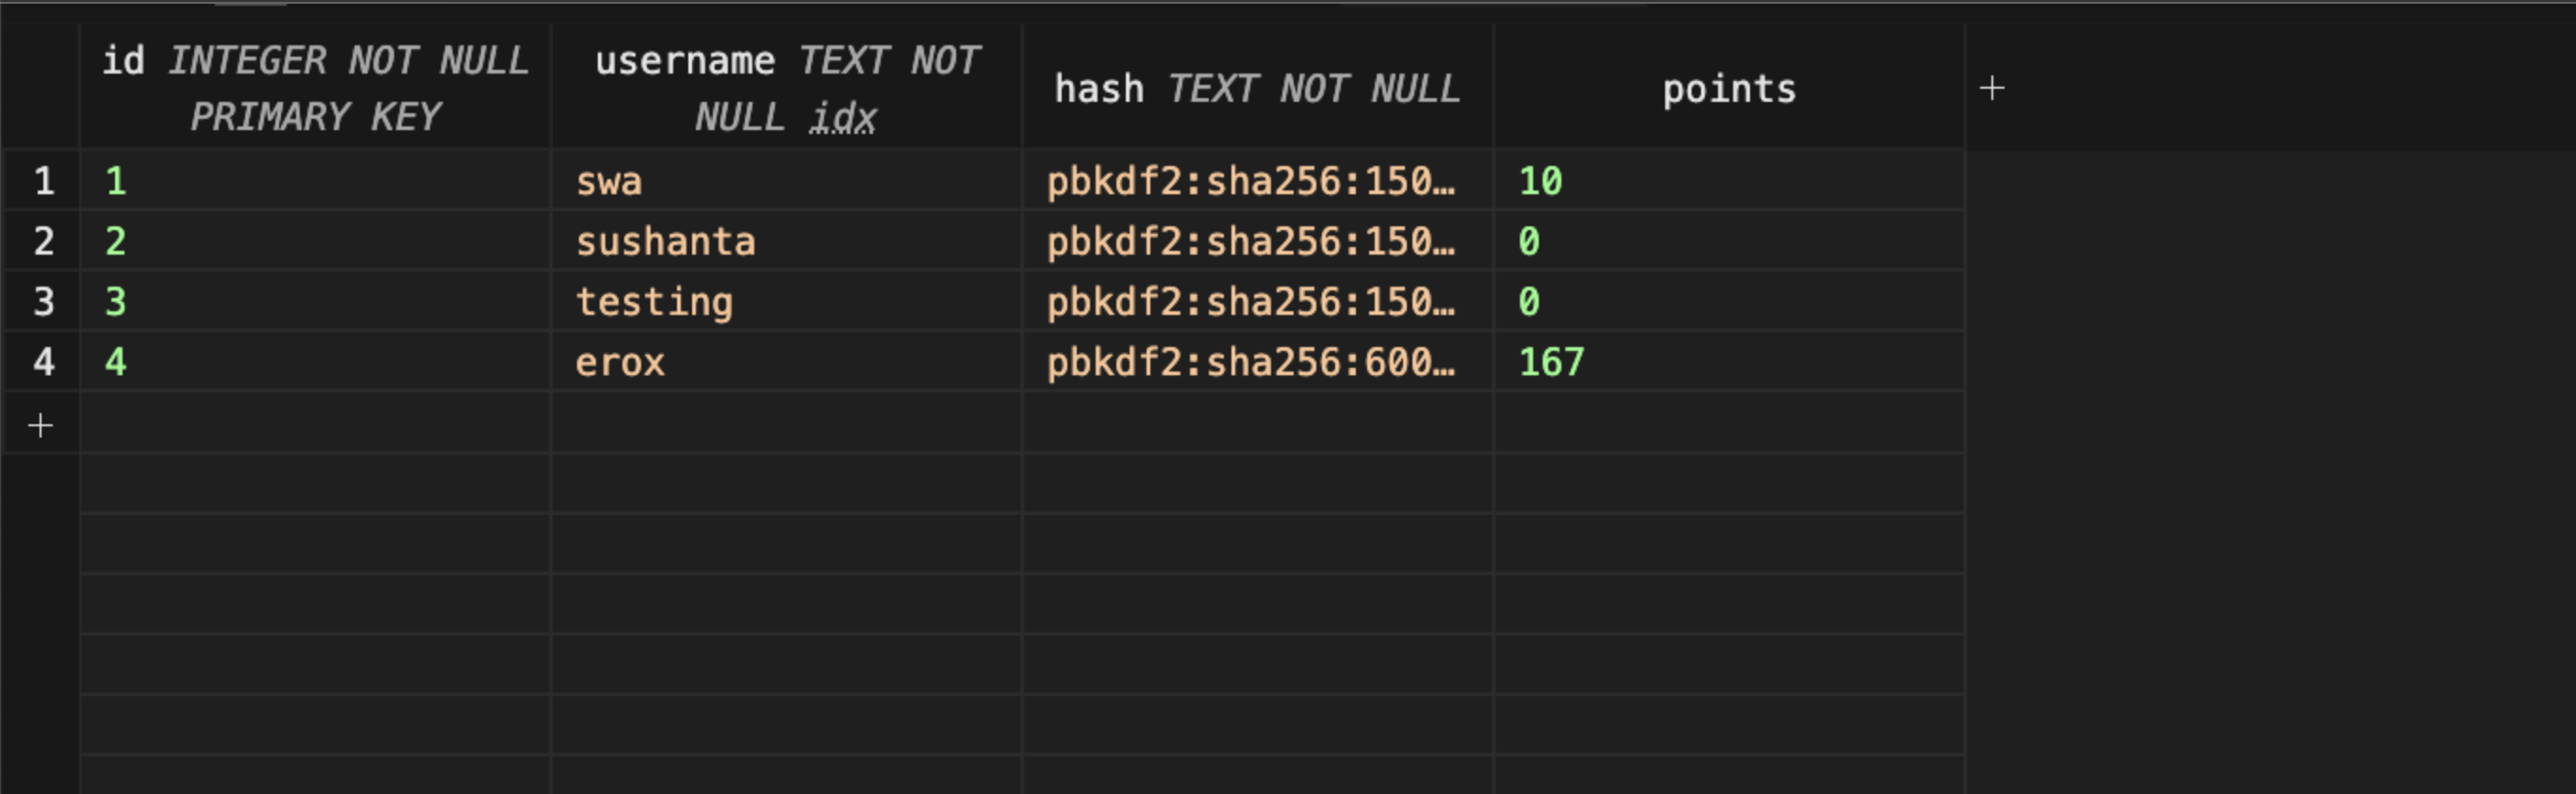 id INTEGER NOT NULL PRIMARY KEY
username TEXT NOT NULL idx
hash TEXT NOT NULL
points
+
1 1 swa pbkdf2:sha256:150… 10
2 2 sushanta pbkdf2:sha256:150… 0
3 3 testing pbkdf2:sha256:150… 0
4 4 erox pbkdf2:sha256:600… 167
+